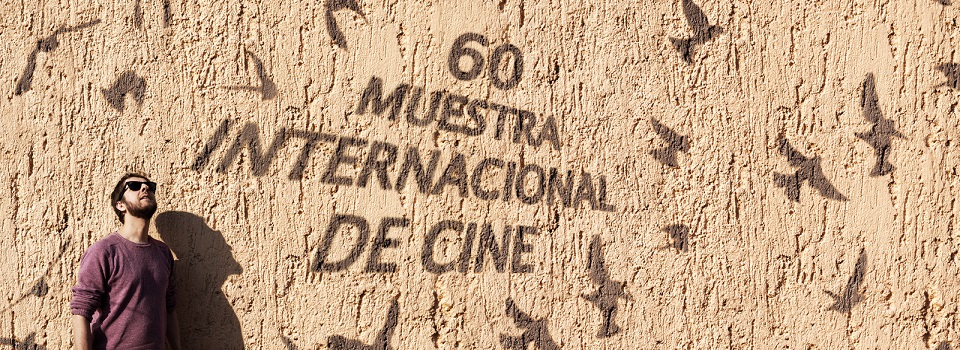 60
MUESTRA
INTERNACIONAL
DE CINE